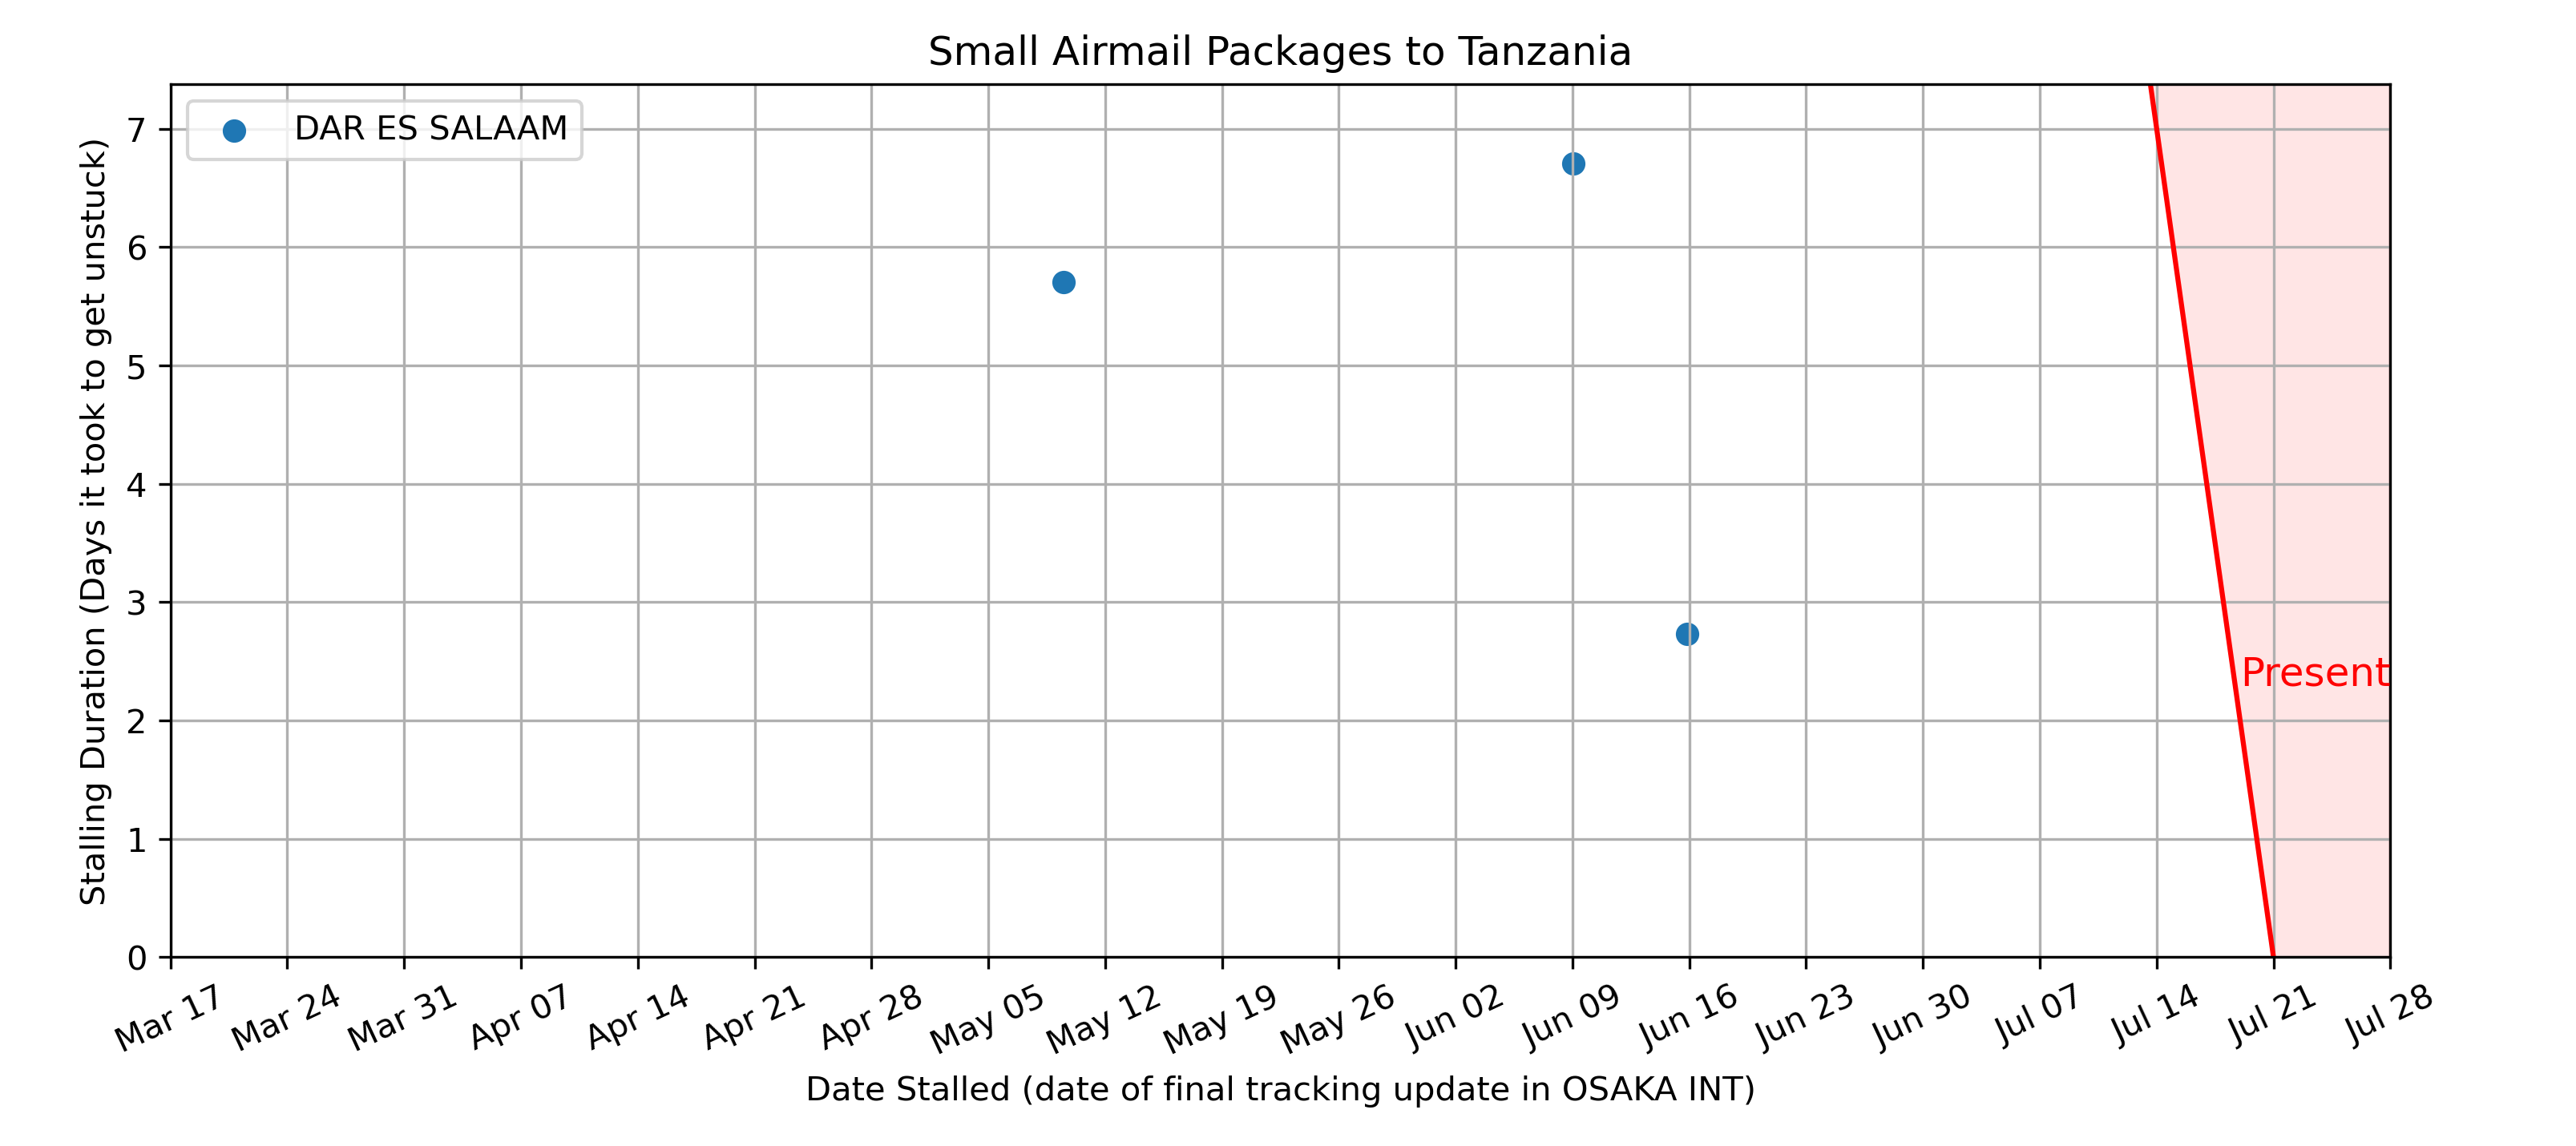 Small Airmail Packages to Tanzania
DAR ES SALAAM
Stalling Duration (Days it took to get unstuck)
7
6
5
4
3
2
1
0
Present
Mar 17
Mar 24
Mar 31
Apr 07
Apr 14
Apr 21
Apr 28
May 05
May 12
May 19
May 26
Jun 02
Jun 09
Jun 16
Jun 23
Jun 30
Jul 07
Jul 14
Jul 21
Jul 28
Date Stalled (date of final tracking update in OSAKA INT)